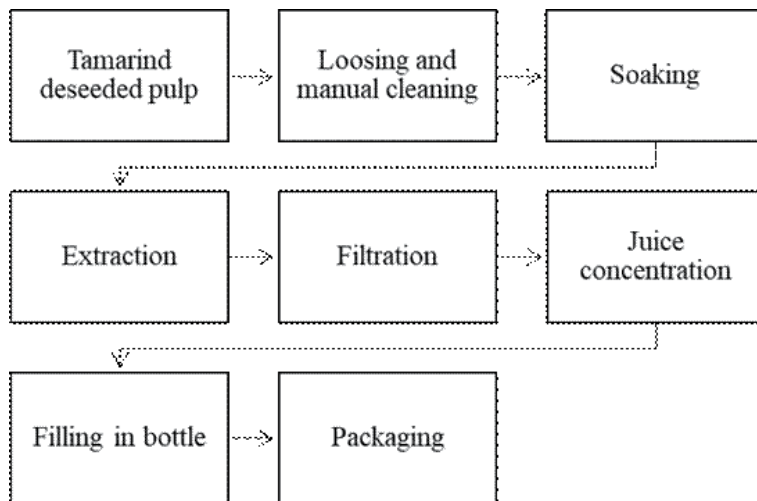 Tamarind
deseeded pulp
Loosing and
manual cleaning
Soaking
Extraction
Filtration
Juice
concentration
Filling in bottle
Packaging